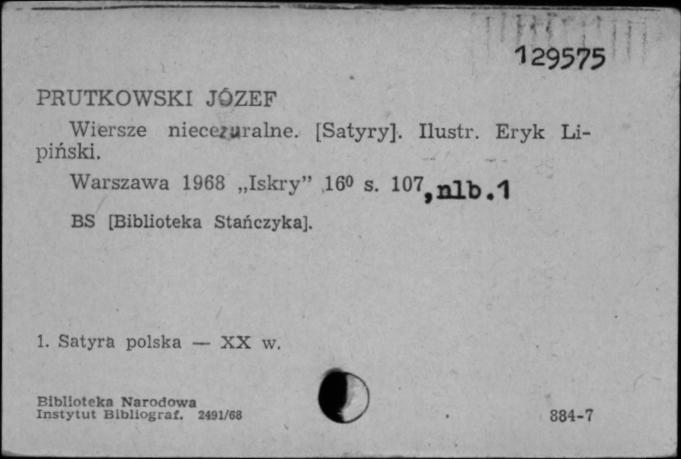 129575
PRUTKOWSKI JÓZEF
Wiersze niecezuralne. [Satyry]. Ilustr. Eryk Li-
piński.
Warszawa 1968 „Iskry” 16⁰ s. 107, nlb.1
BS [Biblioteka Stańczyka].
1. Satyra polska — XX w.
Biblioteka Narodowa
Instytut Bibliograf. 2491/68
884-7